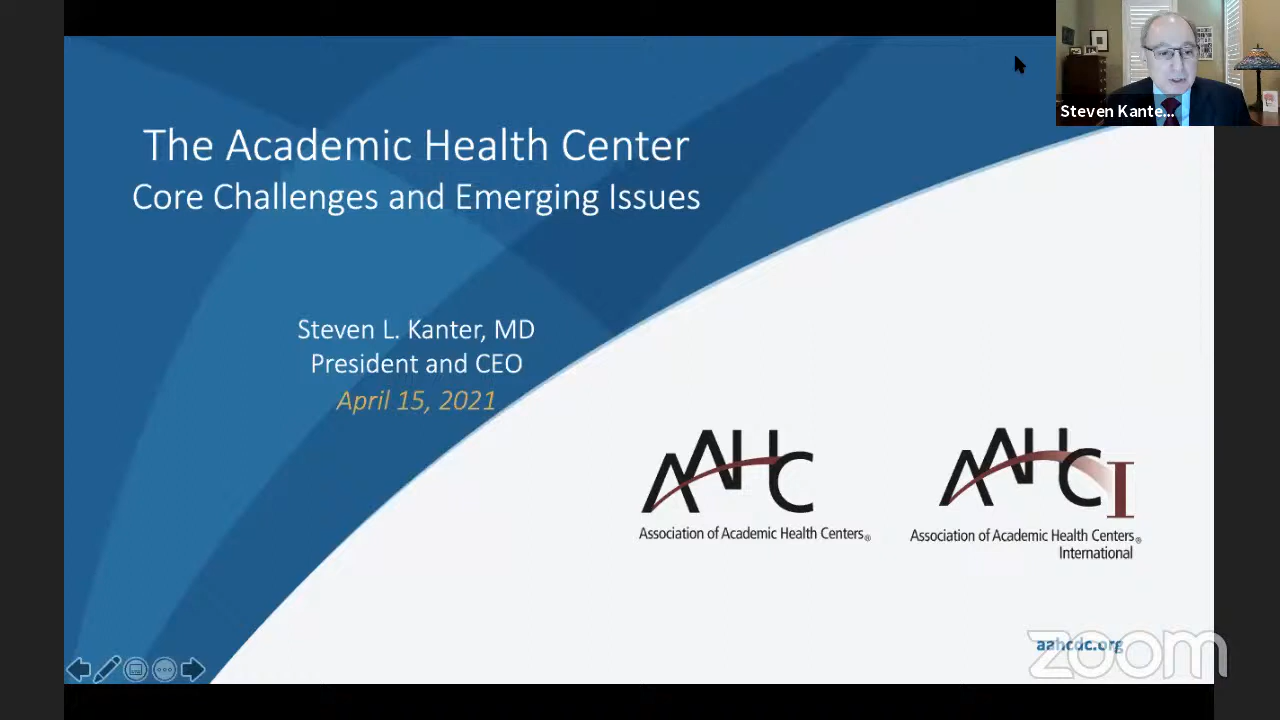 The Academic Health Center
Core Challenges and Emerging Issues
Steven Kante...
Steven L. Kanter, MD
President and CEO
April 15, 2021
AAHC
Association of Academic Health Centers®
AAHCI
Association of Academic Health Centers®
International
aahcdc.org
zoom